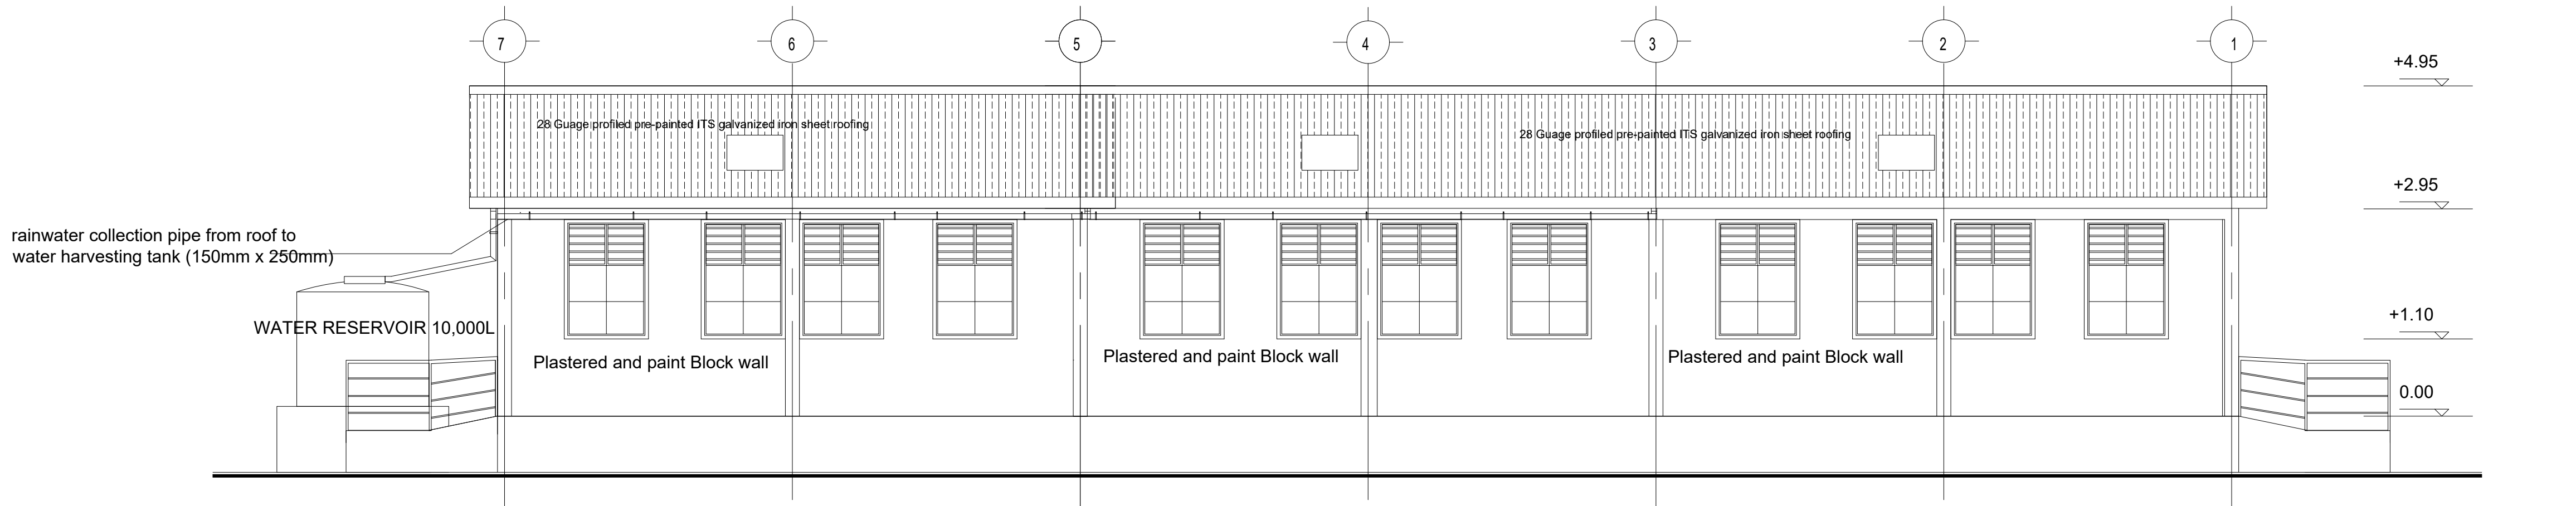 7
6
5
4
3
2
1
+4.95
28 Guage profiled pre-painted ITS galvanized iron sheet roofing
28 Guage profiled pre-painted ITS galvanized iron sheet roofing
+2.95
rainwater collection pipe from roof to
water harvesting tank (150mm x 250mm)
+1.10
WATER RESERVOIR 10,000L
Plastered and paint Block wall
Plastered and paint Block wall
Plastered and paint Block wall
0.00